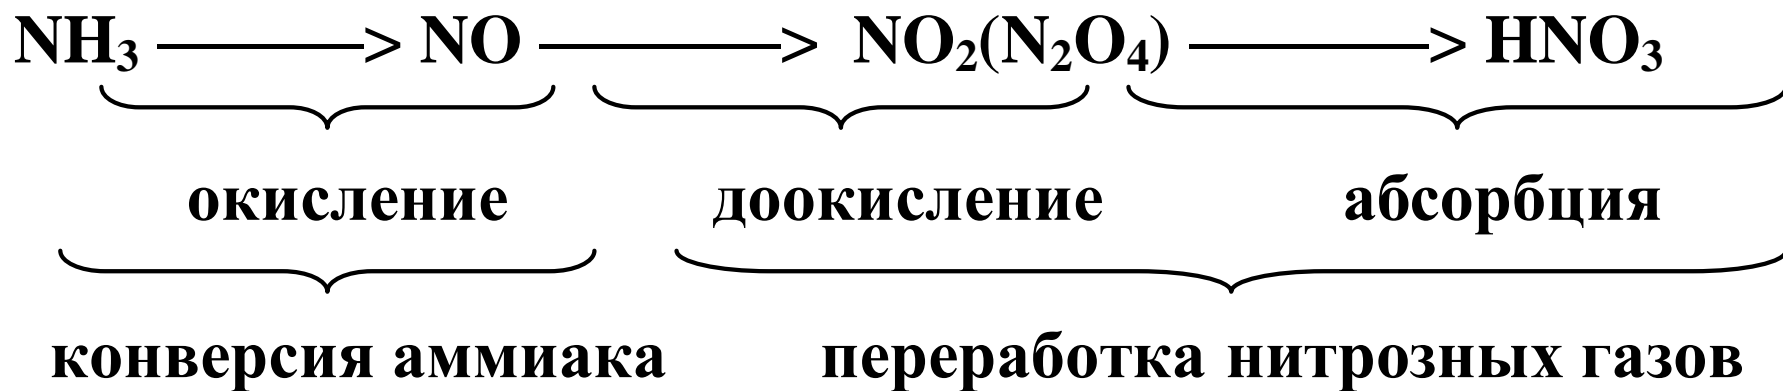 NH₃ ———> NO ———> NO₂(N₂O₄) ———> HNO₃
окисление доокисление абсорбция
конверсия аммиака переработка нитрозных газов